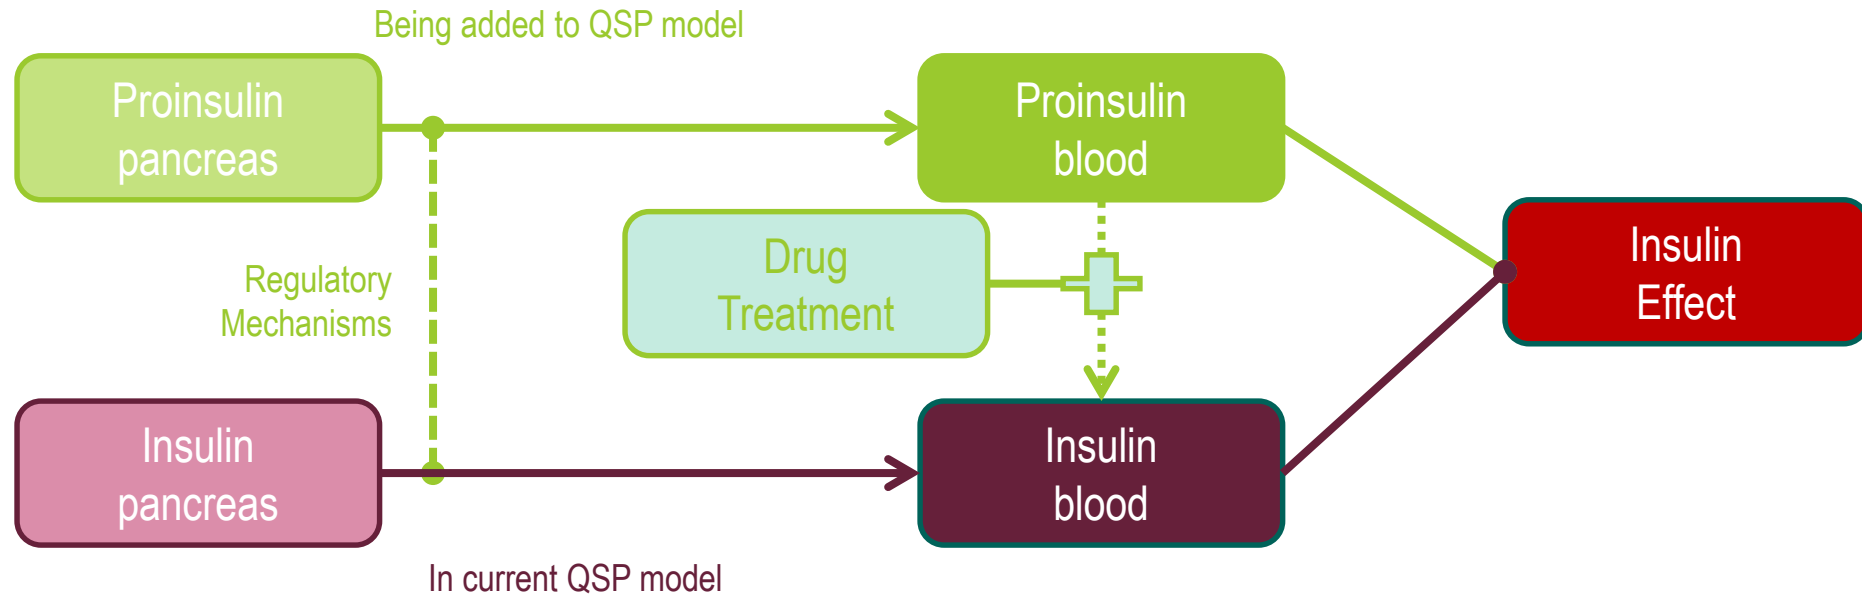 Being added to QSP model
Proinsulin
pancreas
Proinsulin
blood
Drug
Treatment
Insulin
Effect
Regulatory
Mechanisms
Insulin
pancreas
Insulin
blood
In current QSP model